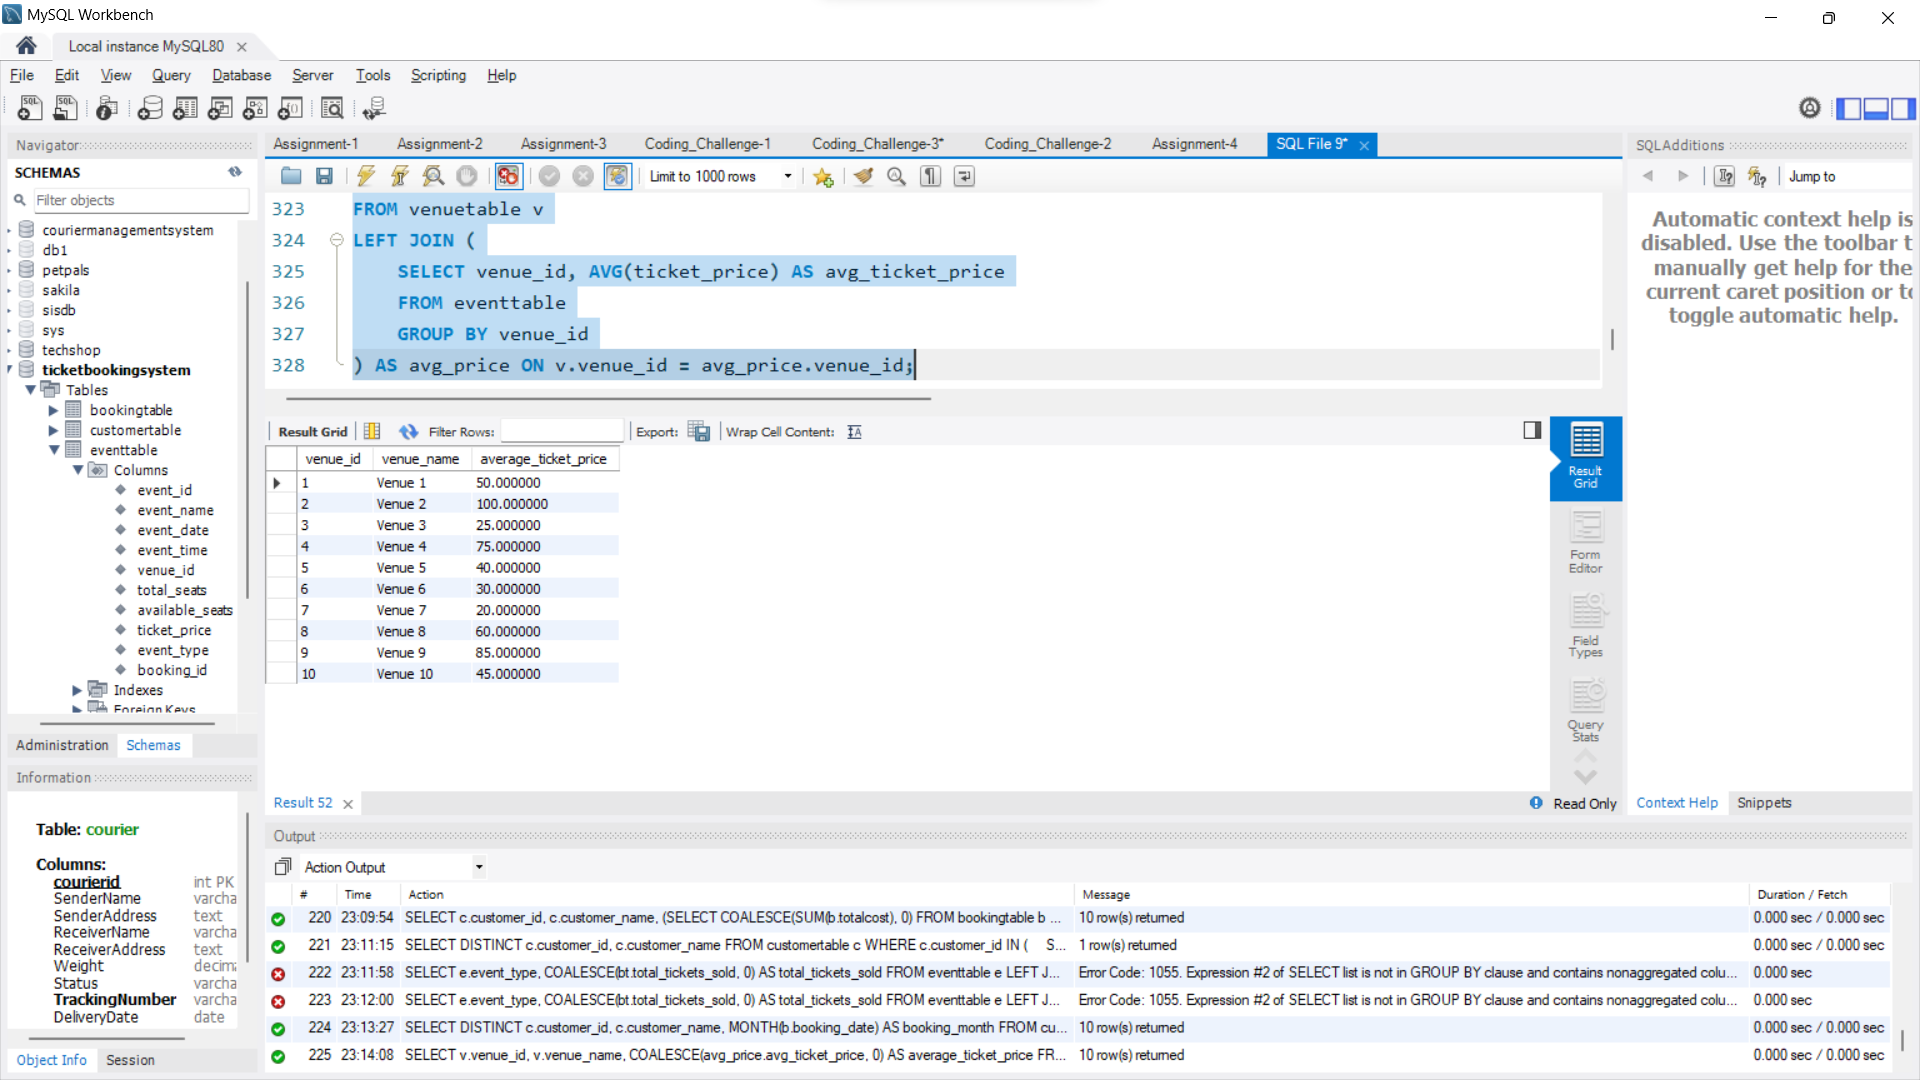 MySQL Workbench
Local instance MySQL80
File Edit View Query Database Server Tools Scripting Help
Navigator
SCHEMAS
Filter objects
couriermanagementsystem
db1
petpals
sakila
sisdb
sys
techshop
ticketbookingsystem
Tables
bookingtable
customertable
eventtable
Columns
event_id
event_name
event_date
event_time
venue_id
total_seats
available_seats
ticket_price
event_type
booking_id
Indexes
Foreign Keys
Administration Schemas
Information
Table: courier
Columns:
courierid int PK
SenderName varcha
SenderAddress text
ReceiverName varcha
ReceiverAddress text
Weight decim
Status varcha
TrackingNumber varcha
DeliveryDate date
Object Info Session
Assignment-1 Assignment-2 Assignment-3 Coding_Challenge-1 Coding_Challenge-3* Coding_Challenge-2 Assignment-4 SQL File 9*
Limit to 1000 rows
323 FROM venuetable v
324 LEFT JOIN (
325 SELECT venue_id, AVG(ticket_price) AS avg_ticket_price
326 FROM eventtable
327 GROUP BY venue_id
328 ) AS avg_price ON v.venue_id = avg_price.venue_id;
Result Grid Filter Rows: Export: Wrap Cell Content:
venue_id venue_name average_ticket_price
1 Venue 1 50.000000
2 Venue 2 100.000000
3 Venue 3 25.000000
4 Venue 4 75.000000
5 Venue 5 40.000000
6 Venue 6 30.000000
7 Venue 7 20.000000
8 Venue 8 60.000000
9 Venue 9 85.000000
10 Venue 10 45.000000
Result Grid
Form Editor
Field Types
Query Stats
Result 52
Read Only
SQLAdditions
Jump to
Automatic context help is
disabled. Use the toolbar t
manually get help for the
current caret position or to
toggle automatic help.
Context Help Snippets
Output
Action Output
# Time Action Message Duration / Fetch
220 23:09:54 SELECT c.customer_id, c.customer_name, (SELECT COALESCE(SUM(b.totalcost), 0) FROM bookingtable b ... 10 row(s) returned 0.000 sec / 0.000 sec
221 23:11:15 SELECT DISTINCT c.customer_id, c.customer_name FROM customertable c WHERE c.customer_id IN ( S... 1 row(s) returned 0.000 sec / 0.000 sec
222 23:11:58 SELECT e.event_type, COALESCE(bt.total_tickets_sold, 0) AS total_tickets_sold FROM eventtable e LEFT J... Error Code: 1055. Expression #2 of SELECT list is not in GROUP BY clause and contains nonaggregated colu... 0.000 sec
223 23:12:00 SELECT e.event_type, COALESCE(bt.total_tickets_sold, 0) AS total_tickets_sold FROM eventtable e LEFT J... Error Code: 1055. Expression #2 of SELECT list is not in GROUP BY clause and contains nonaggregated colu... 0.000 sec
224 23:13:27 SELECT DISTINCT c.customer_id, c.customer_name, MONTH(b.booking_date) AS booking_month FROM cu... 10 row(s) returned 0.000 sec / 0.000 sec
225 23:14:08 SELECT v.venue_id, v.venue_name, COALESCE(avg_price.avg_ticket_price, 0) AS average_ticket_price FR... 10 row(s) returned 0.000 sec / 0.000 sec